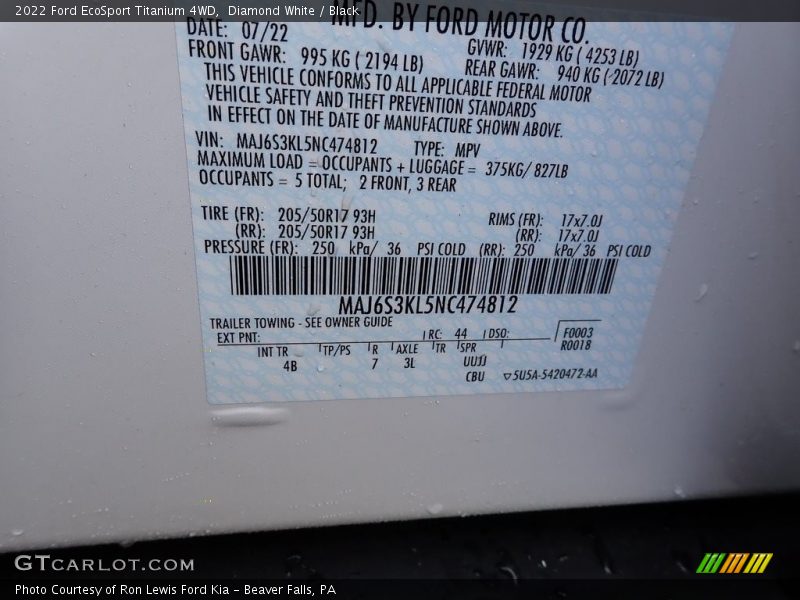 2022 Ford EcoSport Titanium 4WD,  Diamond White / Black
MFD. BY FORD MOTOR CO.
DATE: 07/22
GVWR: 1929 KG ( 4253 LB)
FRONT GAWR: 995 KG ( 2194 LB)
REAR GAWR: 940 KG ( 2072 LB)
THIS VEHICLE CONFORMS TO ALL APPLICABLE FEDERAL MOTOR
VEHICLE SAFETY AND THEFT PREVENTION STANDARDS
IN EFFECT ON THE DATE OF MANUFACTURE SHOWN ABOVE.
VIN: MAJ6S3KL5NC474812 TYPE: MPV
MAXIMUM LOAD = OCCUPANTS + LUGGAGE = 375KG/ 827LB
OCCUPANTS = 5 TOTAL; 2 FRONT, 3 REAR
TIRE (FR): 205/50R17 93H RIMS (FR): 17x7.0J
(RR): 205/50R17 93H (RR): 17x7.0J
PRESSURE (FR): 250 kPa/ 36 PSI COLD (RR): 250 kPa/ 36 PSI COLD
MAJ6S3KL5NC474812
TRAILER TOWING - SEE OWNER GUIDE
EXT PNT: RC: 44 DSO: F0003
R0018
INT TR TP/PS R AXLE TR SPR
4B 7 3L UUJJ
CBU 5U5A-5420472-AA
GTCARLOT.COM
Photo Courtesy of Ron Lewis Ford Kia – Beaver Falls, PA